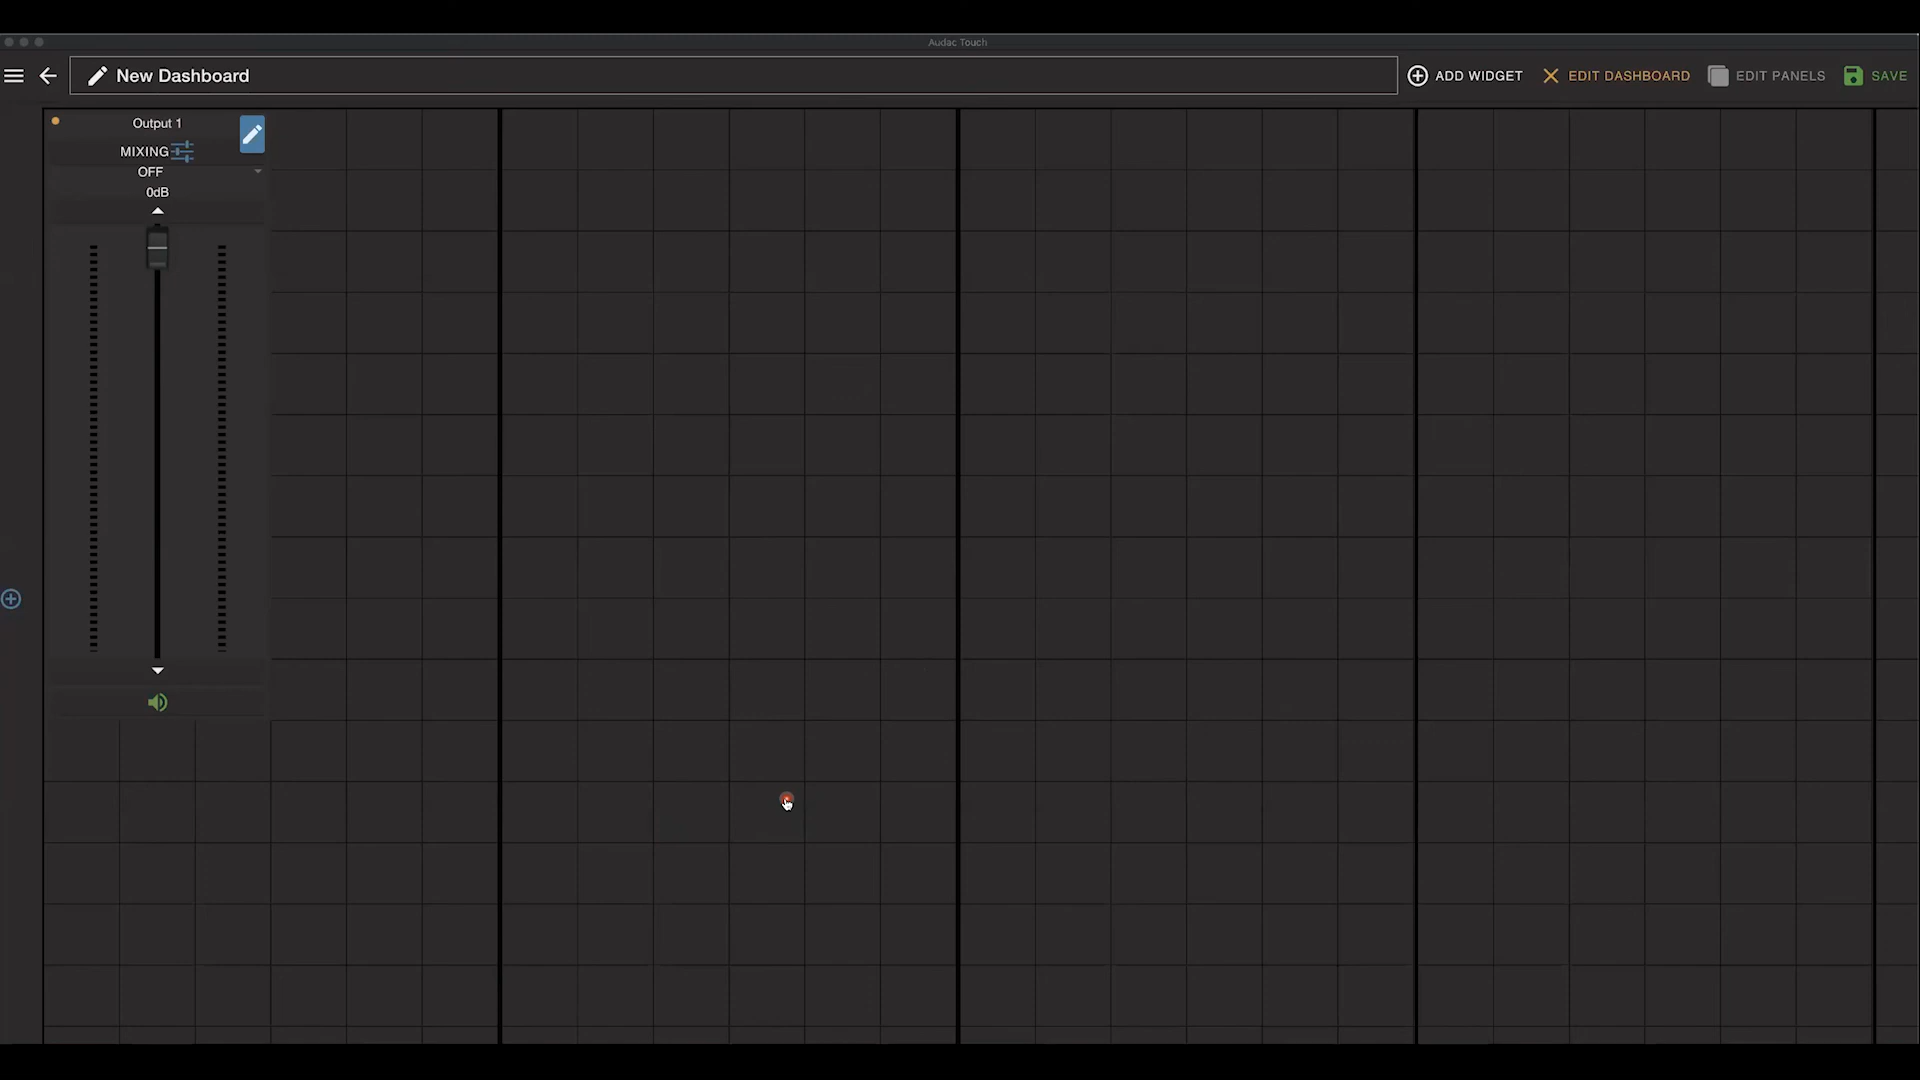 Audac Touch
New Dashboard
ADD WIDGET
EDIT DASHBOARD
EDIT PANELS
SAVE
Output 1
MIXING
OFF
0dB